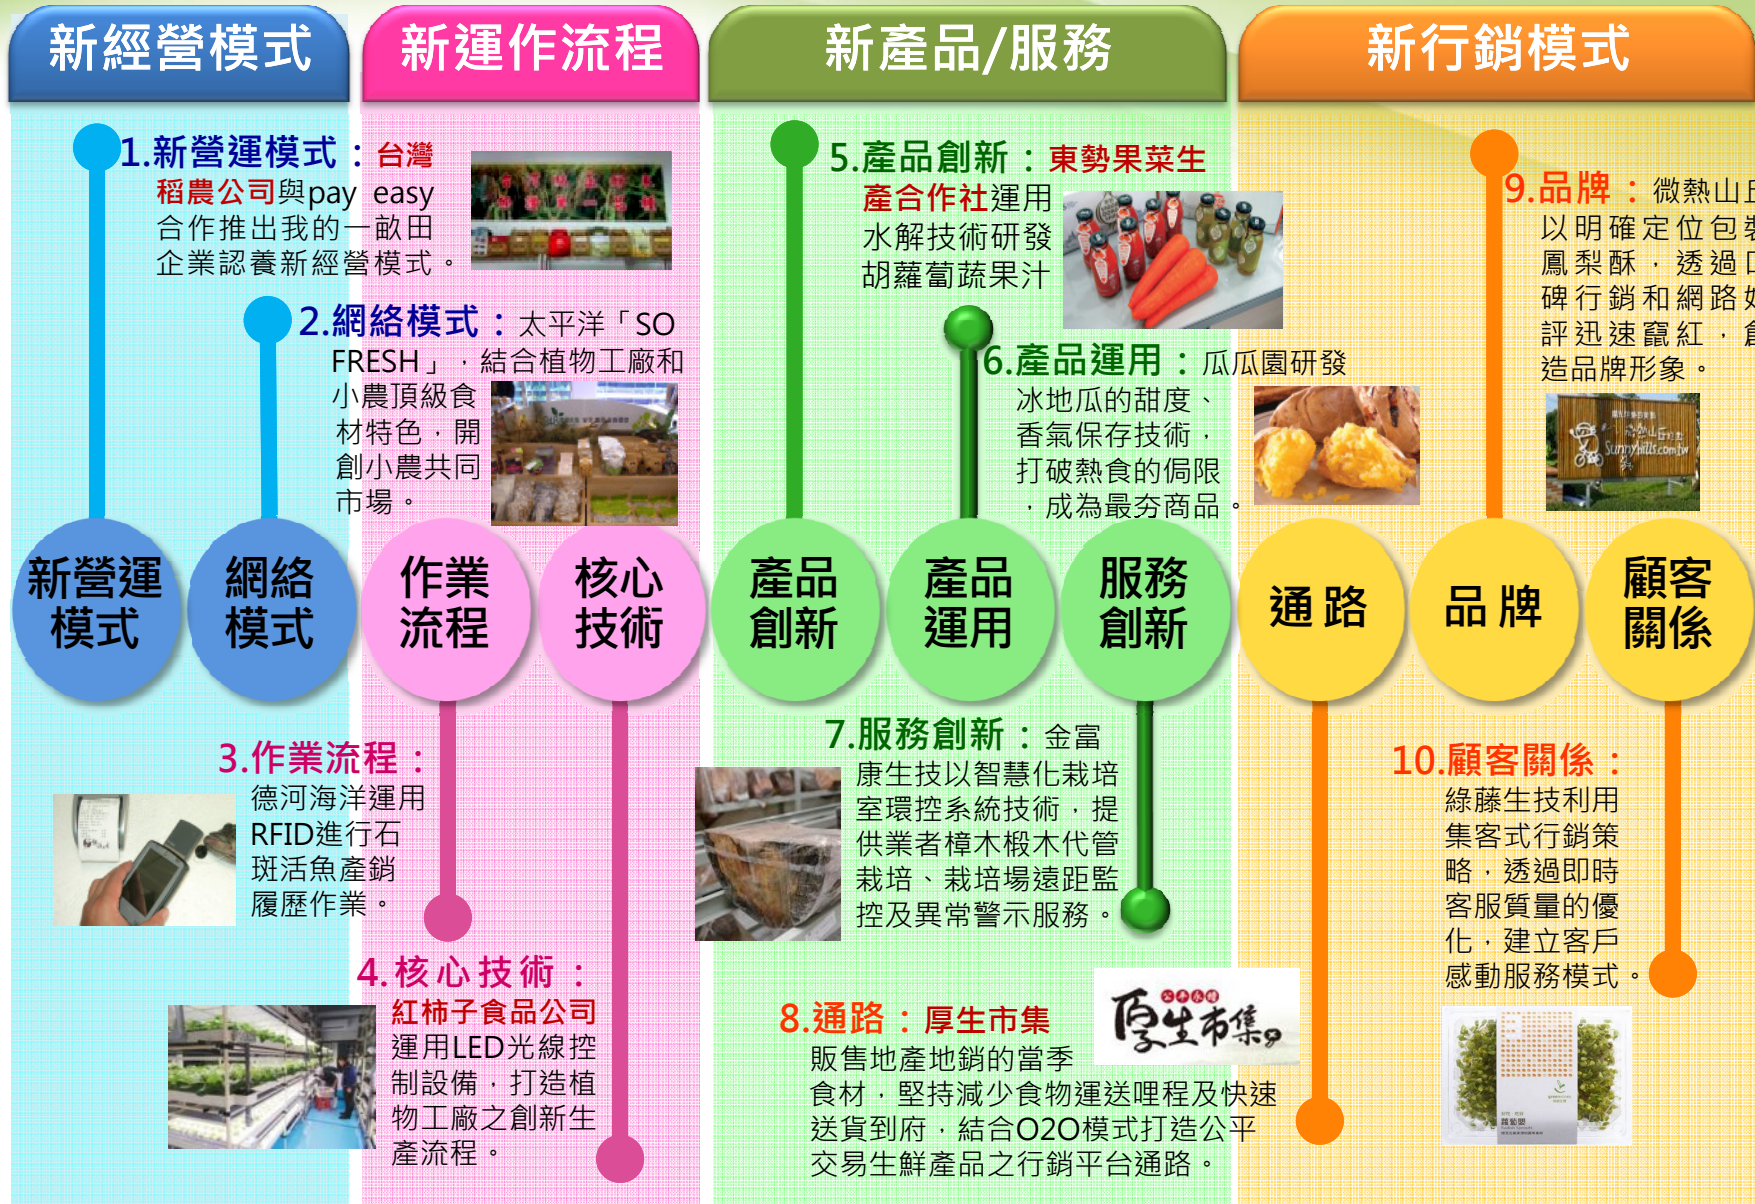 新經營模式
新運作流程
新產品/服務
新行銷模式
1.新營運模式：台灣
稻農公司與pay easy
合作推出我的一畝田
企業認養新經營模式。
2.網絡模式：太平洋「SO
FRESH」，結合植物工廠和
小農頂級食
材特色，開
創小農共同
市場。
5.產品創新：東勢果菜生
產合作社運用
水解技術研發
胡蘿蔔蔬果汁
6.產品運用：瓜瓜園研發
冰地瓜的甜度、
香氣保存技術，
打破熱食的侷限
，成為最夯商品。
9.品牌：微熱山丘
以明確定位包裝
鳳梨酥，透過口
碑行銷和網路好
評迅速竄紅，創
造品牌形象。
Sunnyhills.com.tw
新營運
模式
網絡
模式
作業
流程
核心
技術
產品
創新
產品
運用
服務
創新
通路
品牌
顧客
關係
3.作業流程：
德河海洋運用
RFID進行石
斑活魚產銷
履歷作業。
4.核心技術：
紅柿子食品公司
運用LED光線控
制設備，打造植
物工廠之創新生
產流程。
7.服務創新：金富
康生技以智慧化栽培
室環控系統技術，提
供業者樟木椴木代管
栽培、栽培場遠距監
控及異常警示服務。
8.通路：厚生市集
販售地產地銷的當季
食材，堅持減少食物運送哩程及快速
送貨到府，結合O2O模式打造公平
交易生鮮產品之行銷平台通路。
厚生市集
10.顧客關係：
綠藤生技利用
集客式行銷策
略，透過即時
客服質量的優
化，建立客戶
感動服務模式。
蘿蔔嬰